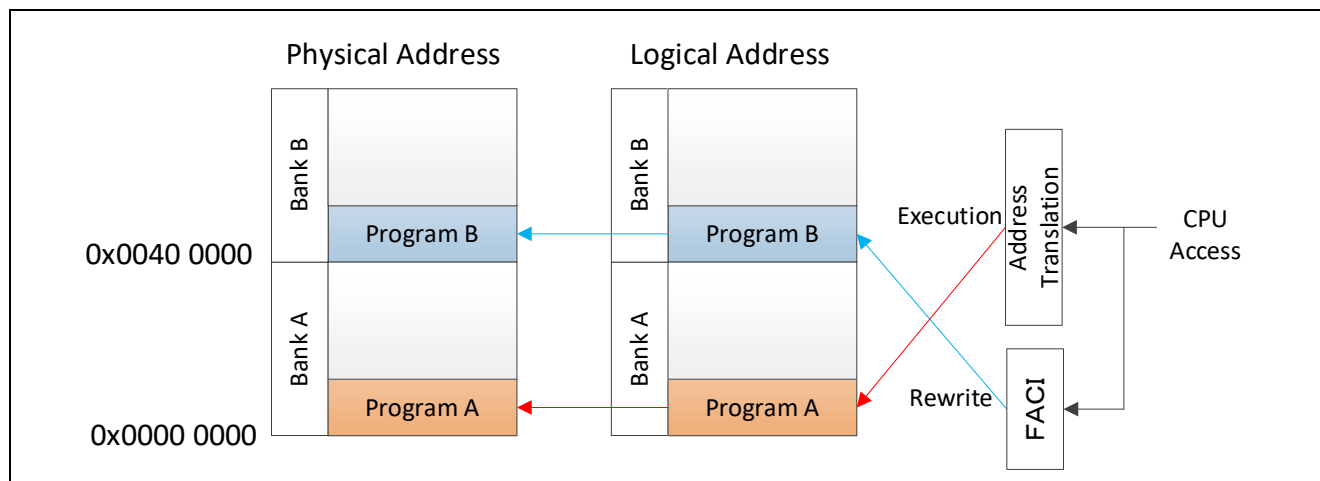 Physical Address
Logical Address
Bank B
Program B
0x0040 0000
Bank A
Program A
0x0000 0000
Bank B
Program B
Bank A
Program A
Execution
Rewrite
Address
Translation
FACI
CPU
Access